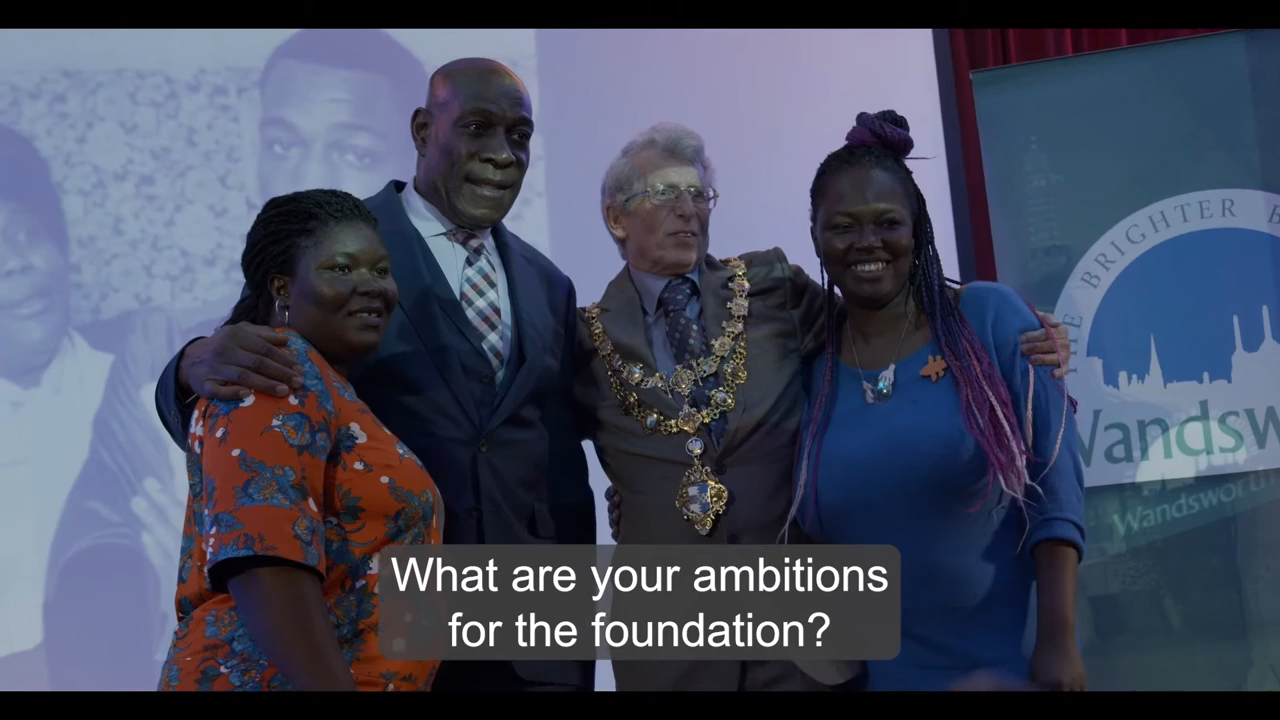 THE BRIGHTER B
Wandsw
Wandsworth
What are your ambitions
for the foundation?